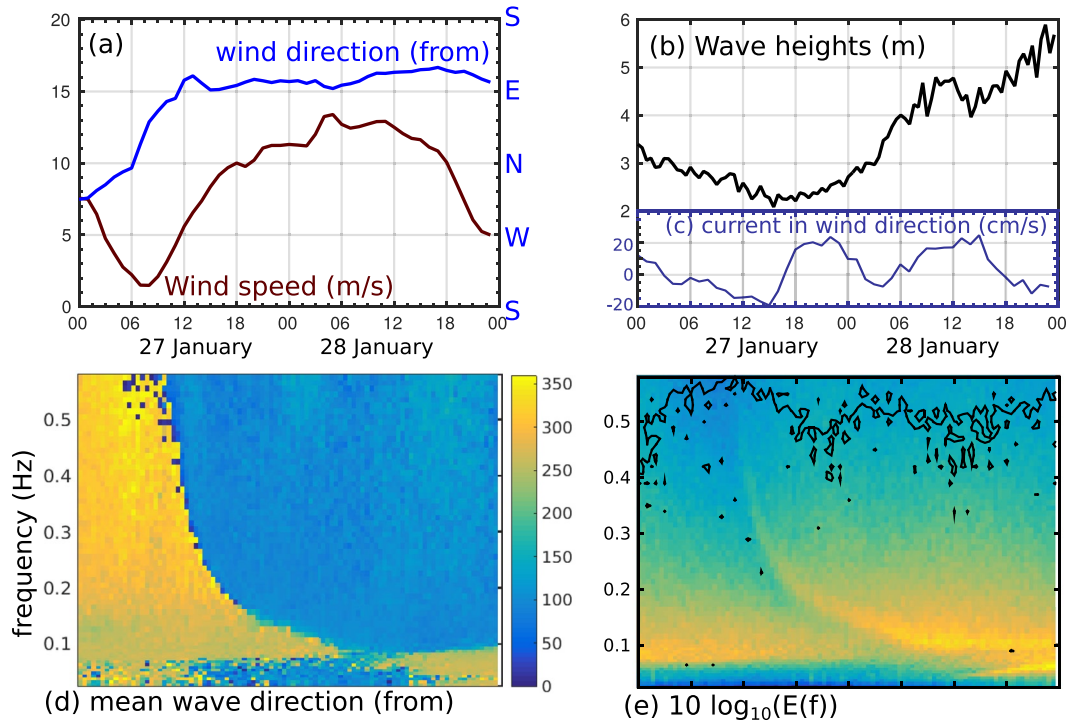 (a)
wind direction (from)
Wind speed (m/s)
20
15
10
5
0
S
E
N
W
S
00 06 12 18 00 06 12 18 00
27 January 28 January
(b) Wave heights (m)
6
5
4
3
2
(c) current in wind direction (cm/s)
20
0
-20
00 06 12 18 00 06 12 18 00
27 January 28 January
frequency (Hz)
0.5
0.4
0.3
0.2
0.1
350
300
250
200
150
100
50
0
(d) mean wave direction (from)
0.5
0.4
0.3
0.2
0.1
(e) 10 log₁₀(E(f))